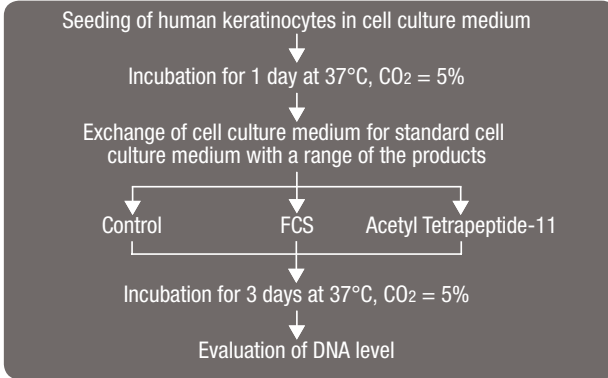 Seeding of human keratinocytes in cell culture medium
Incubation for 1 day at 37°C, CO2 = 5%
Exchange of cell culture medium for standard cell
culture medium with a range of the products
Control FCS Acetyl Tetrapeptide-11
Incubation for 3 days at 37°C, CO2 = 5%
Evaluation of DNA level